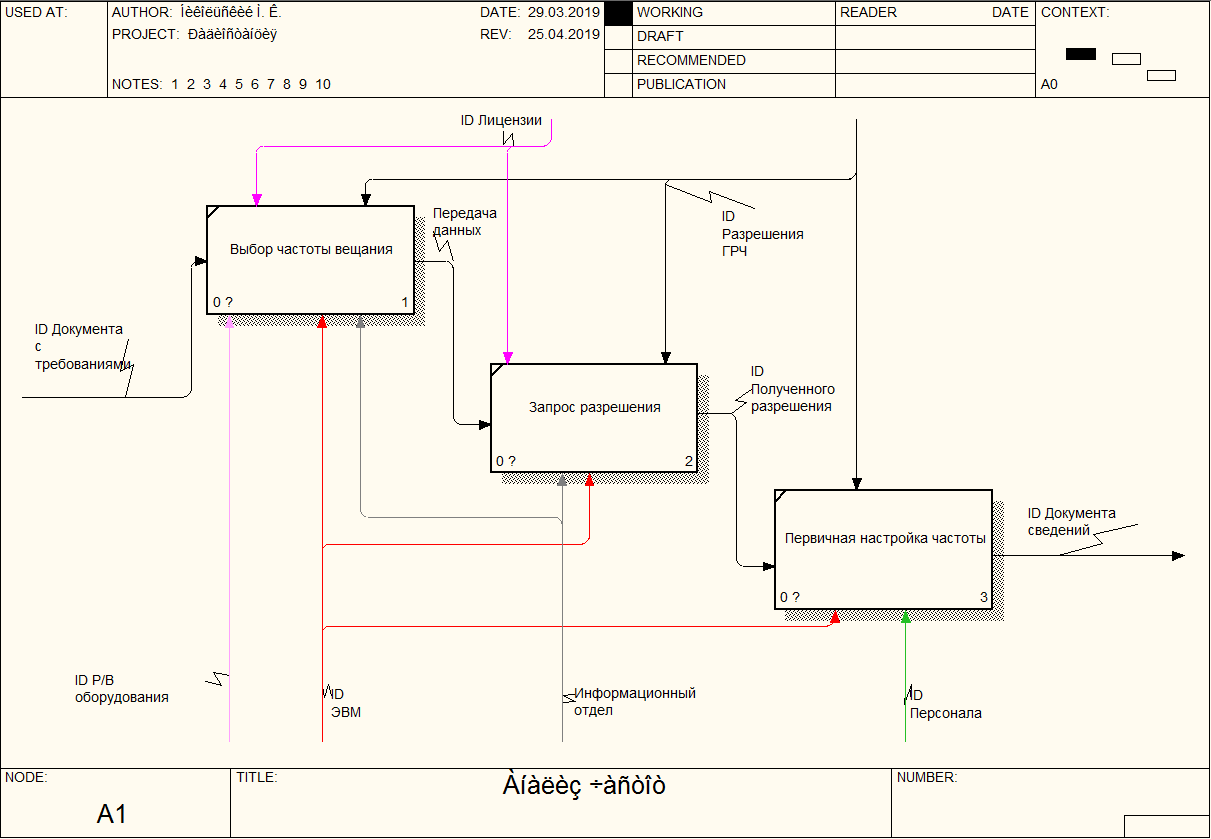 USED AT:
AUTHOR: Íèêîëüñêèé Ì. Ê.
DATE: 29.03.2019
PROJECT: Ðàäèîñòàíöèÿ
REV: 25.04.2019
NOTES: 1 2 3 4 5 6 7 8 9 10
WORKING
DRAFT
RECOMMENDED
PUBLICATION
READER DATE
CONTEXT:
A0
ID Лицензии
Передача
данных
ID
Разрешения
ГРЧ
Выбор частоты вещания
0 ? 1
ID Документа
с
требованиями
ID
Полученного
разрешения
Запрос разрешения
0 ? 2
ID Документа
сведений
Первичная настройка частоты
0 ? 3
ID Р/В
оборудования
ID
ЭВМ
Информационный
отдел
ID
Персонала
NODE:
A1
TITLE:
Àíàëèç ÷àñòîò
NUMBER: